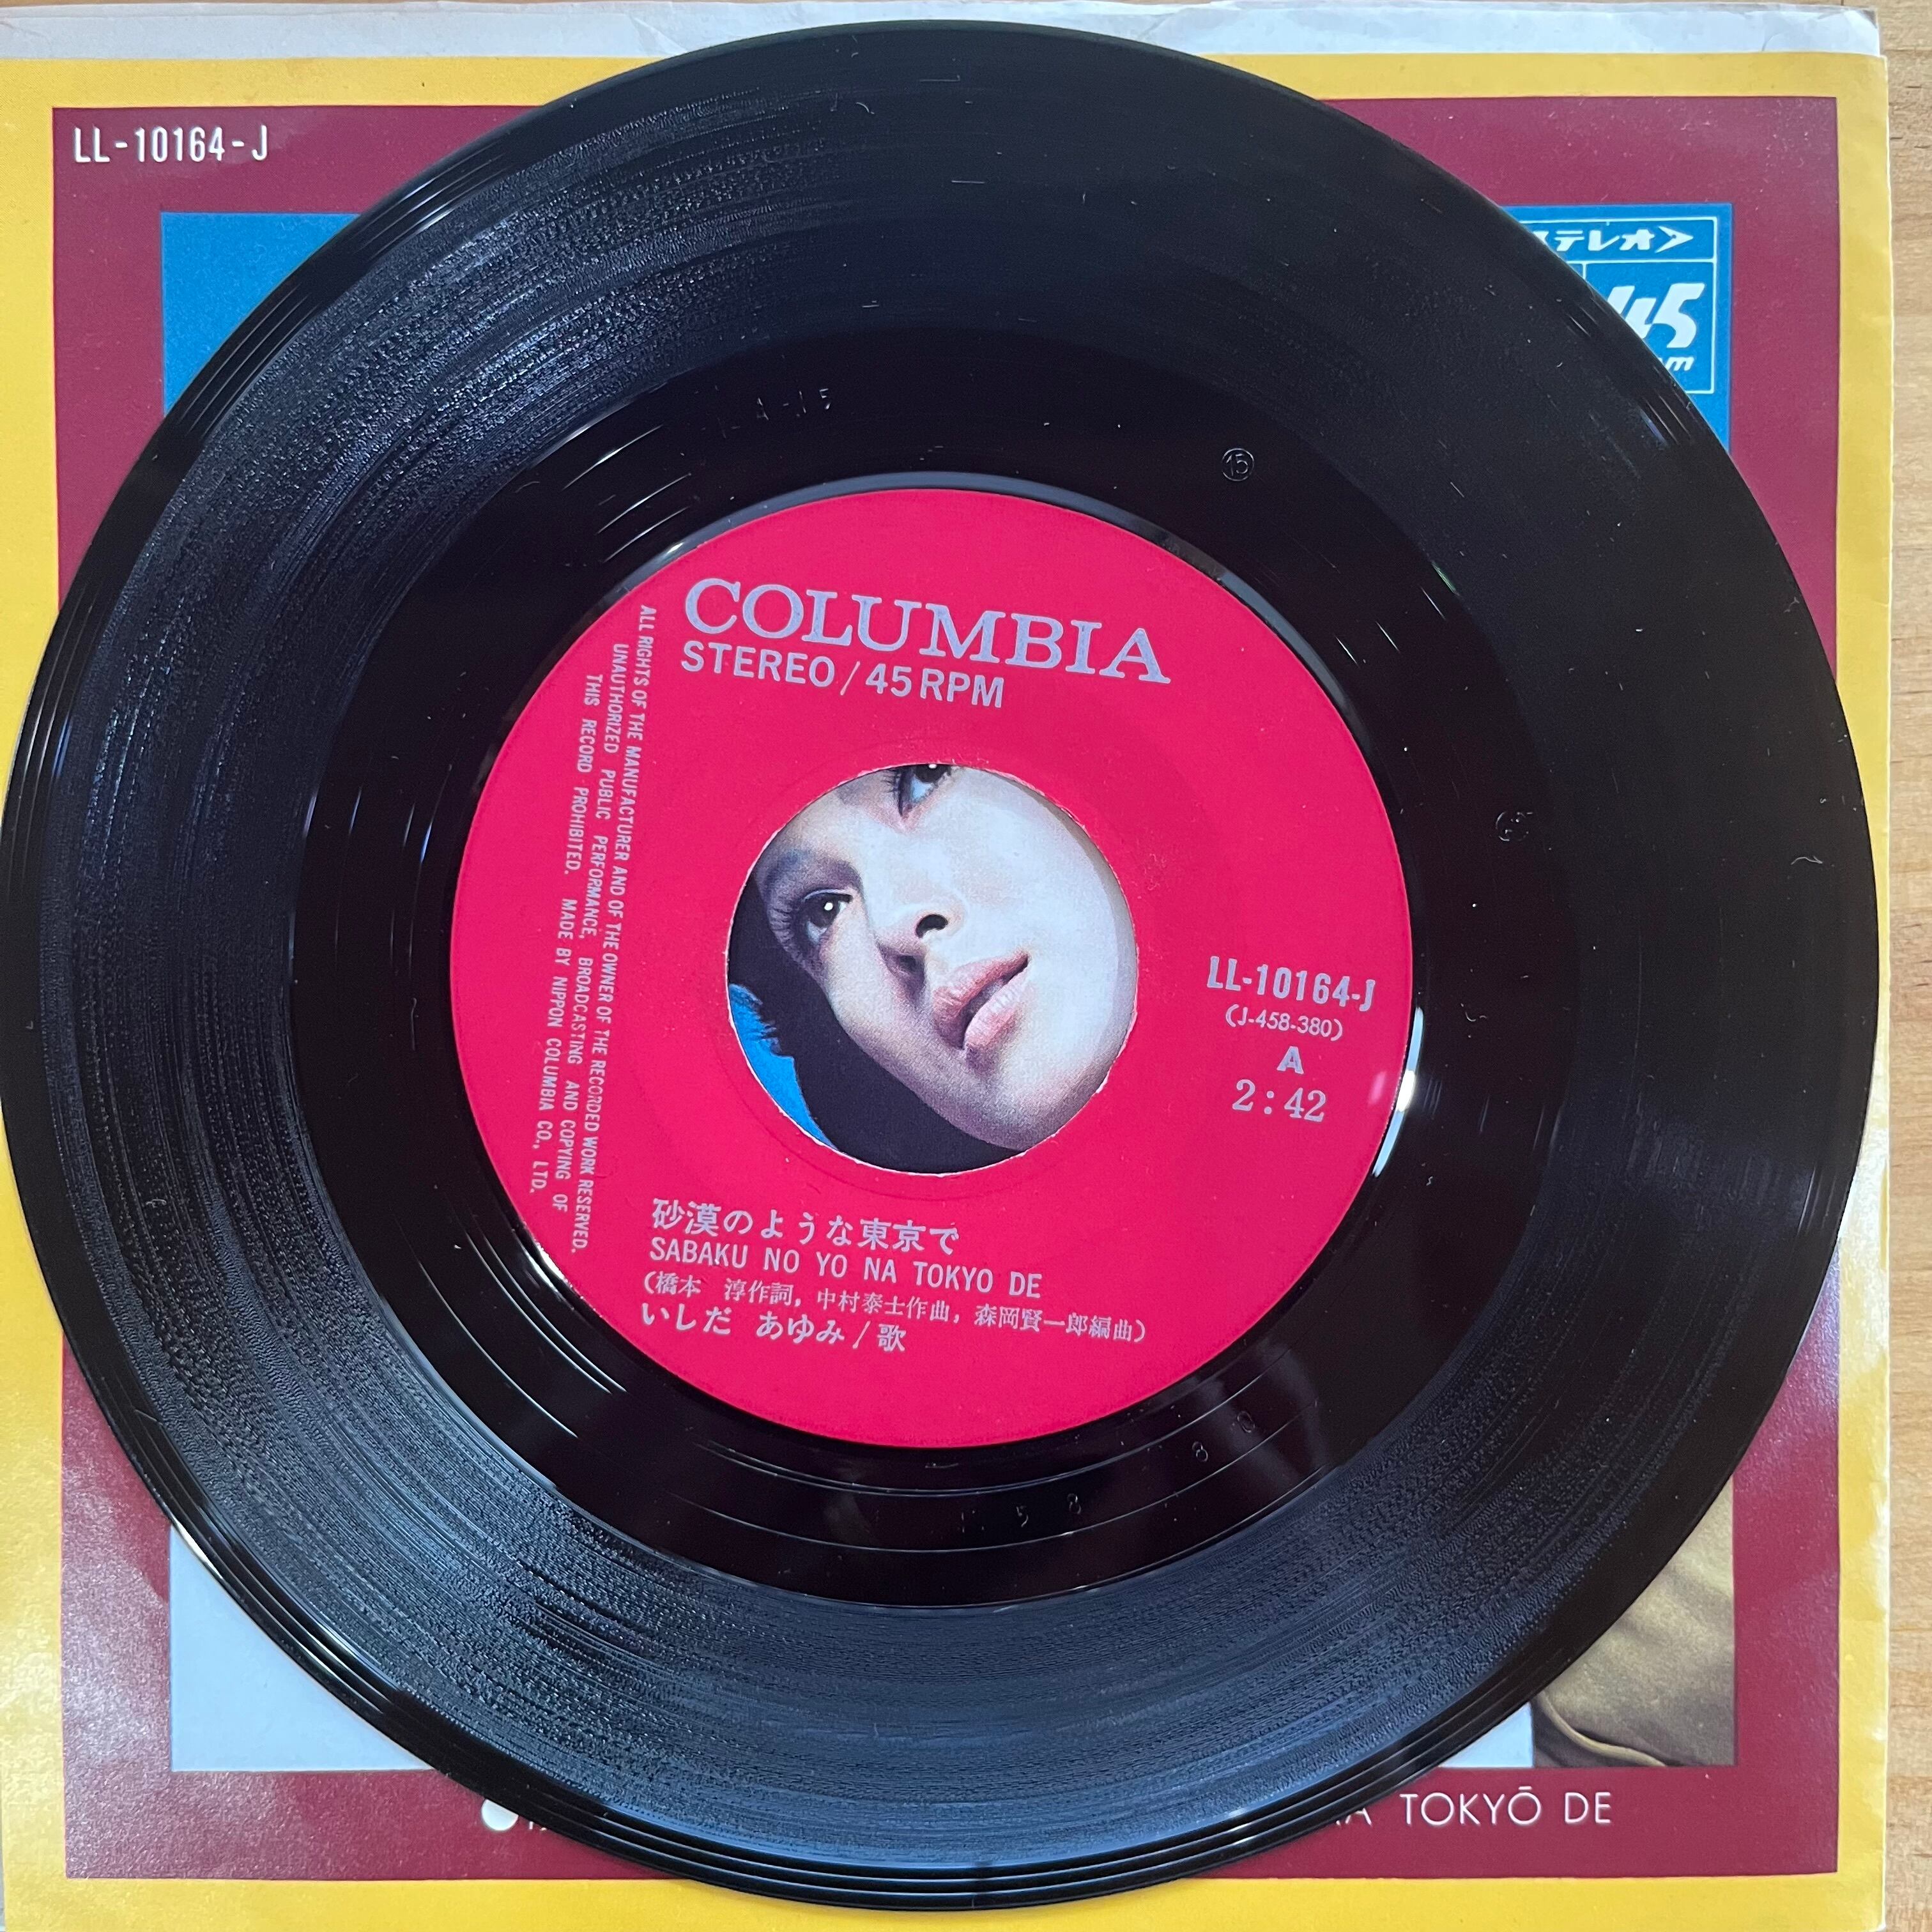 LL-10164-J
ステレオ
45
COLUMBIA
STEREO/45RPM
ALL RIGHTS OF THE MANUFACTURER AND OF THE OWNER OF THE RECORDED WORK RESERVED.
UNAUTHORIZED PUBLIC PERFORMANCE, BROADCASTING AND COPYING OF
THIS RECORD PROHIBITED. MADE BY NIPPON COLUMBIA CO., LTD.
LL-10164-J
(J-458-380)
A
2:42
砂漠のような東京で
SABAKU NO YO NA TOKYO DE
(橋本 淳作詞, 中村泰士作曲, 森岡賢一郎編曲)
いしだ あゆみ/歌
15
TOKYŌ DE